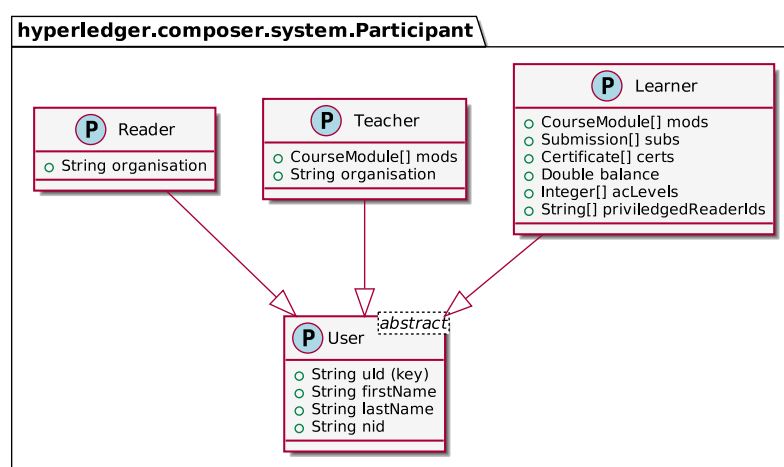 hyperledger.composer.system.Participant
P Reader
String organisation
P Teacher
CourseModule[] mods
String organisation
P Learner
CourseModule[] mods
Submission[] subs
Certificate[] certs
Double balance
Integer[] acLevels
String[] priviledgedReaderIds
P User
abstract
String uId (key)
String firstName
String lastName
String nid